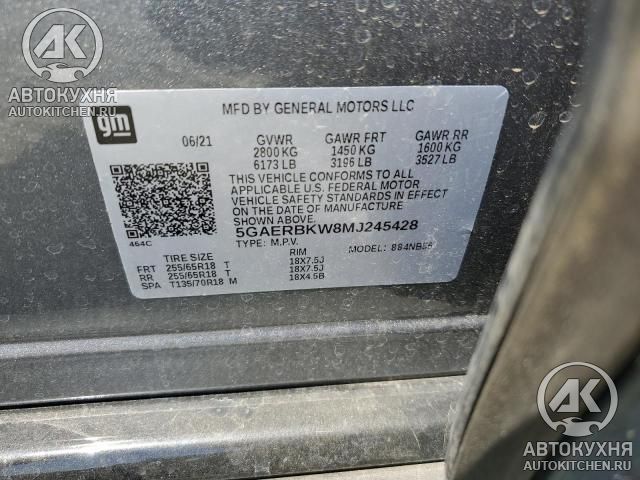 AK
АВТОКУХНЯ
AUTOKITCHEN.RU
gm
MFD BY GENERAL MOTORS LLC
06/21 GVWR GAWR FRT GAWR RR
2800 KG 1450 KG 1600 KG
6173 LB 3196 LB 3527 LB
THIS VEHICLE CONFORMS TO ALL
APPLICABLE U.S. FEDERAL MOTOR
VEHICLE SAFETY STANDARDS IN EFFECT
ON THE DATE OF MANUFACTURE
SHOWN ABOVE.
5GAERBKW8MJ245428
464C
TYPE: M.P.V. MODEL:
TIRE SIZE RIM
FRT 255/65R18 T 18X7.5J
RR 255/65R18 T 18X7.5J
SPA T135/70R18 M 18X4.5B
AK
АВТОКУХНЯ
AUTOKITCHEN.RU